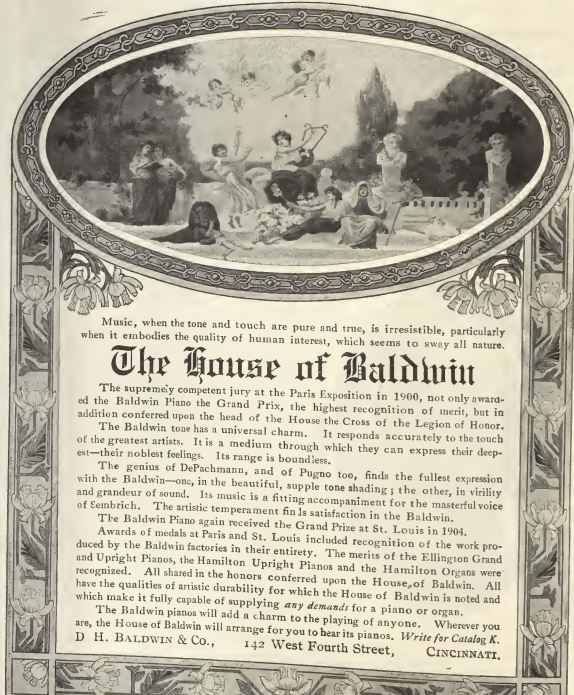 Music, when the tone and touch are pure and true, is irresistible, particularly
when it embodies the quality of human interest, which seems to sway all nature.
The House of Baldwin
The supremely competent jury at the Paris Exposition in 1900, not only award-
ed the Baldwin Piano the Grand Prix, the highest recognition of merit, but in
addition conferred upon the head of the House the Cross of the Legion of Honor.
The Baldwin tone has a universal charm. It responds accurately to the touch
of the greatest artists. It is a medium through which they can express their deep-
est—their noblest feelings. Its range is boundless.
The genius of DePachmann, and of Pugno too, finds the fullest expression
with the Baldwin—one, in the beautiful, supple tone shading; the other, in virility
and grandeur of sound. Its music is a fitting accompaniment for the masterful voice
of Sembrich. The artistic temperament finds satisfaction in the Baldwin.
The Baldwin Piano again received the Grand Prize at St. Louis in 1904.
Awards of medals at Paris and St. Louis included recognition of the work pro-
duced by the Baldwin factories in their entirety. The merits of the Ellington Grand
and Upright Pianos, the Hamilton Upright Pianos and the Hamilton Organs were
recognized. All shared in the honors conferred upon the House of Baldwin. All
have the qualities of artistic durability for which the House of Baldwin is noted and
which make it fully capable of supplying any demands for a piano or organ.
The Baldwin pianos will add a charm to the playing of anyone. Wherever you
are, the House of Baldwin will arrange for you to hear its pianos. Write for Catalog K.
D H. BALDWIN & CO., 142 West Fourth Street, CINCINNATI.